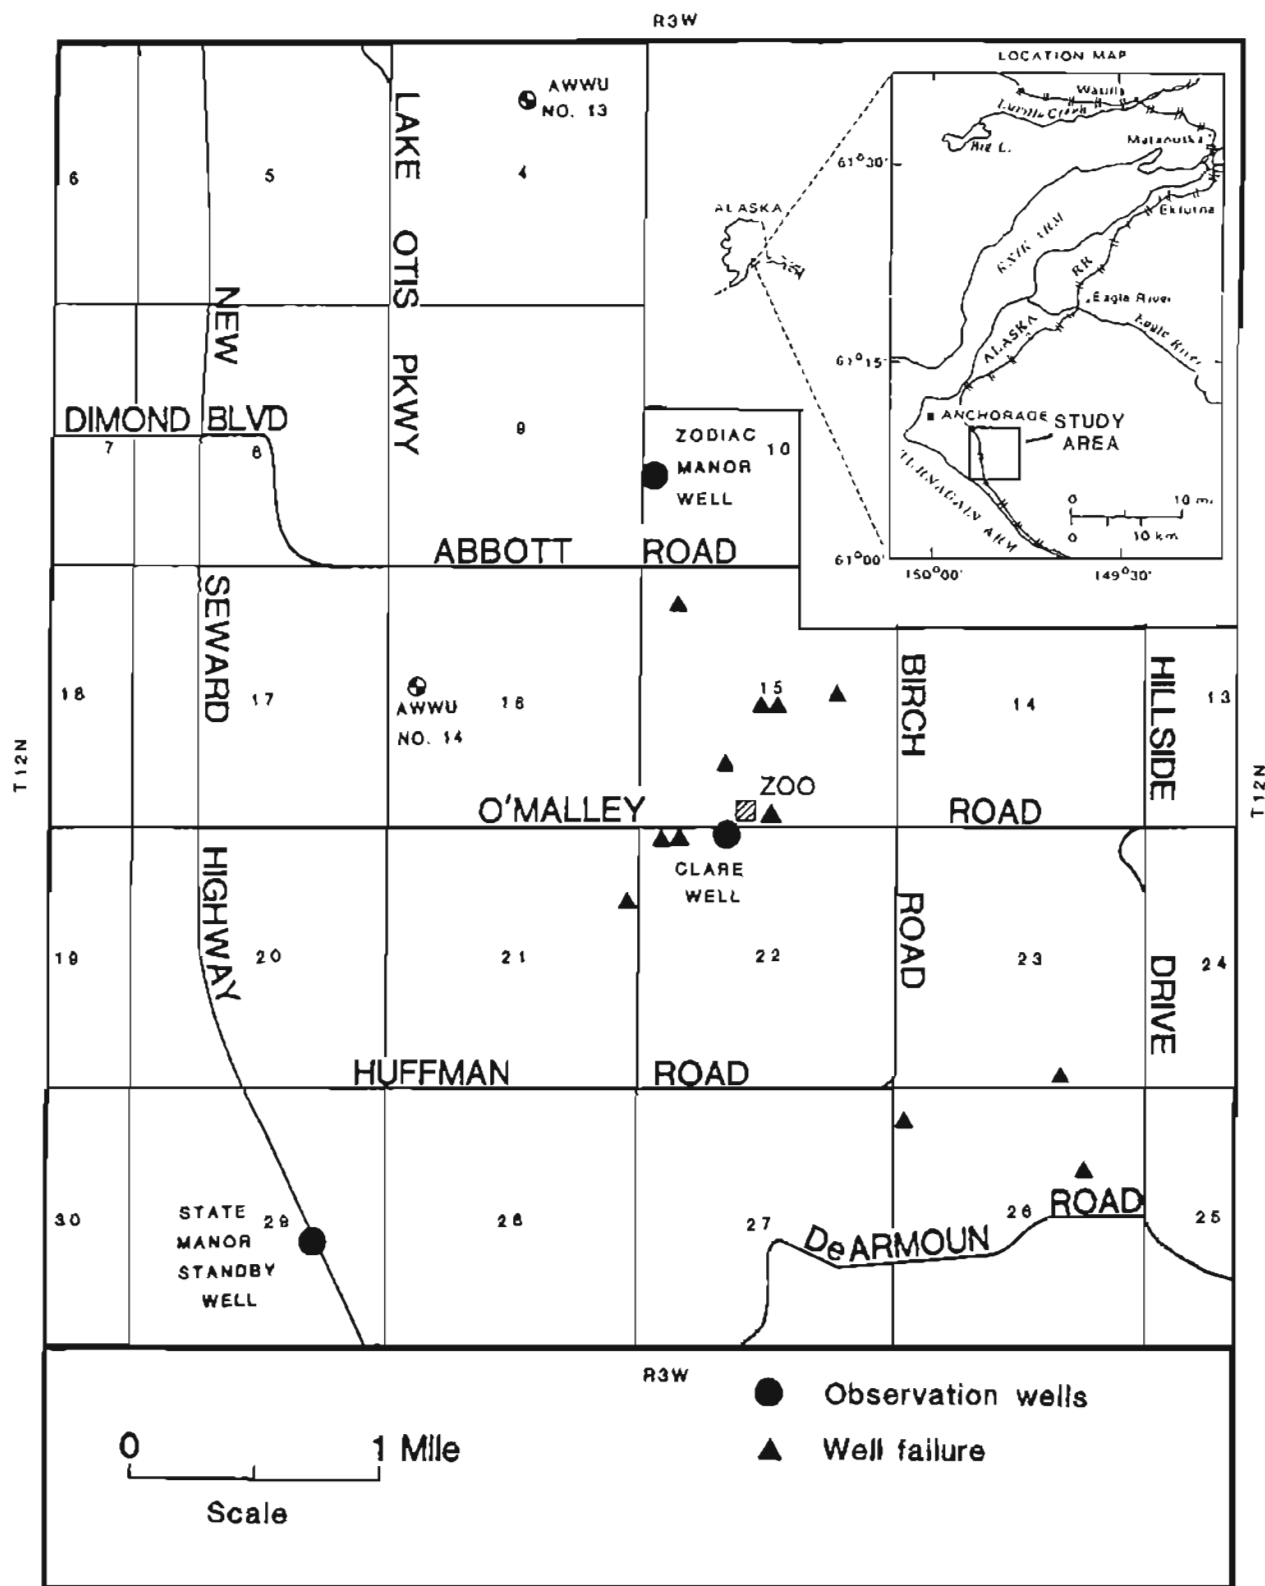 R3W
LOCATION MAP
AWWU
NO. 13
LAKE OTIS PKWY
6
5
4
Wasilla
Lucille Creek
Big L.
Matanuska
61°30'
ALASKA
Eklutna
KNIK ARM
ALASKA RR
Eagle River
Eagle River
61°15'
NEW SEWARD HIGHWAY
DIMOND BLVD
7
8
9
ZODIAC
MANOR
WELL
10
ANCHORAGE
STUDY
AREA
TURNAGAIN ARM
0 10 mi
0 10 km
61°00'
150°00'
149°30'
ABBOTT ROAD
18
17
16
15
14
13
AWWU
NO. 14
BIRCH ROAD
HILLSIDE DRIVE
T12N
T12N
ZOO
O'MALLEY ROAD
CLARE
WELL
19
20
21
22
23
24
HUFFMAN ROAD
30
STATE
MANOR
STANDBY
WELL
29
28
27
26
25
DeARMOUN ROAD
R3W
0 1 Mile
Scale
Observation wells
Well failure